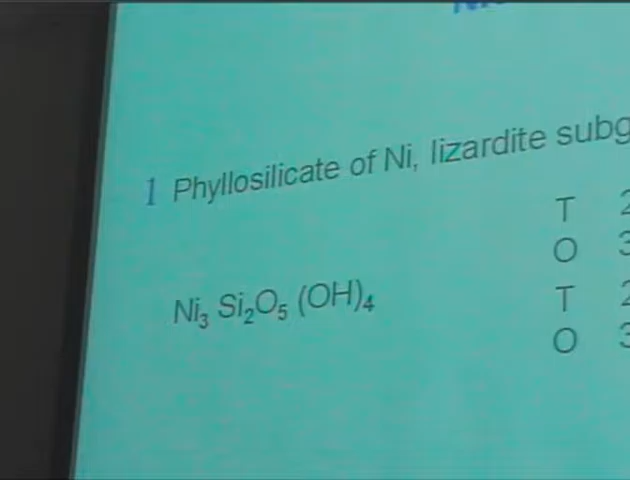 1 Phyllosilicate of Ni, lizardite
T
O
Ni₃ Si₂O₅ (OH)₄
T
O